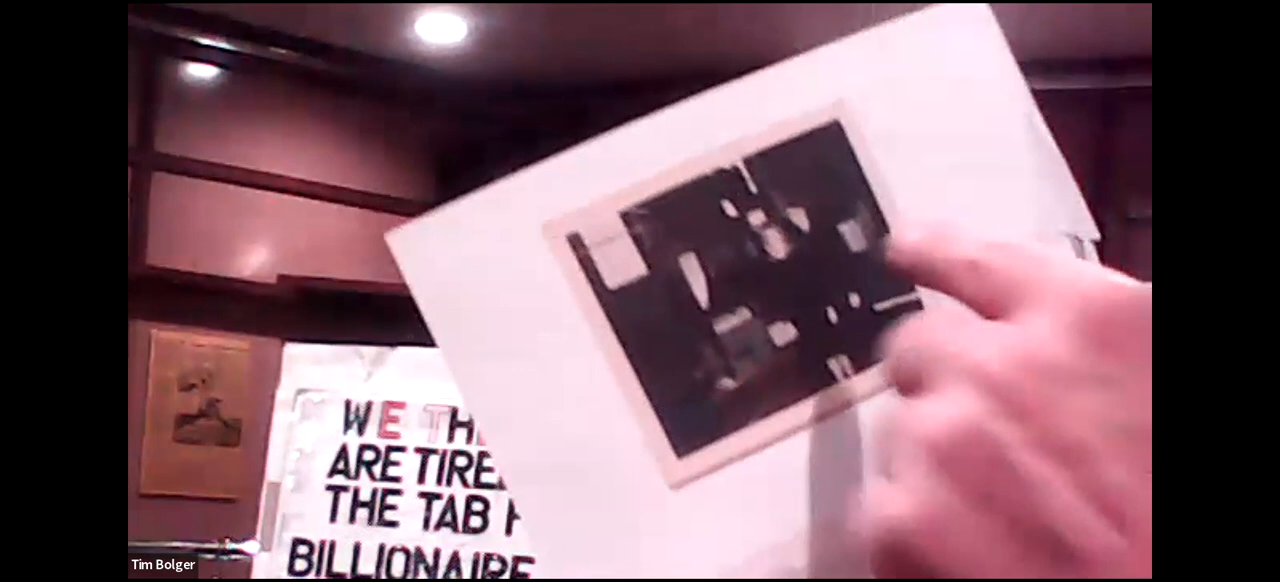 WE TH
ARE TIRE
THE TAB
BILLIONAIRE
Tim Bolger